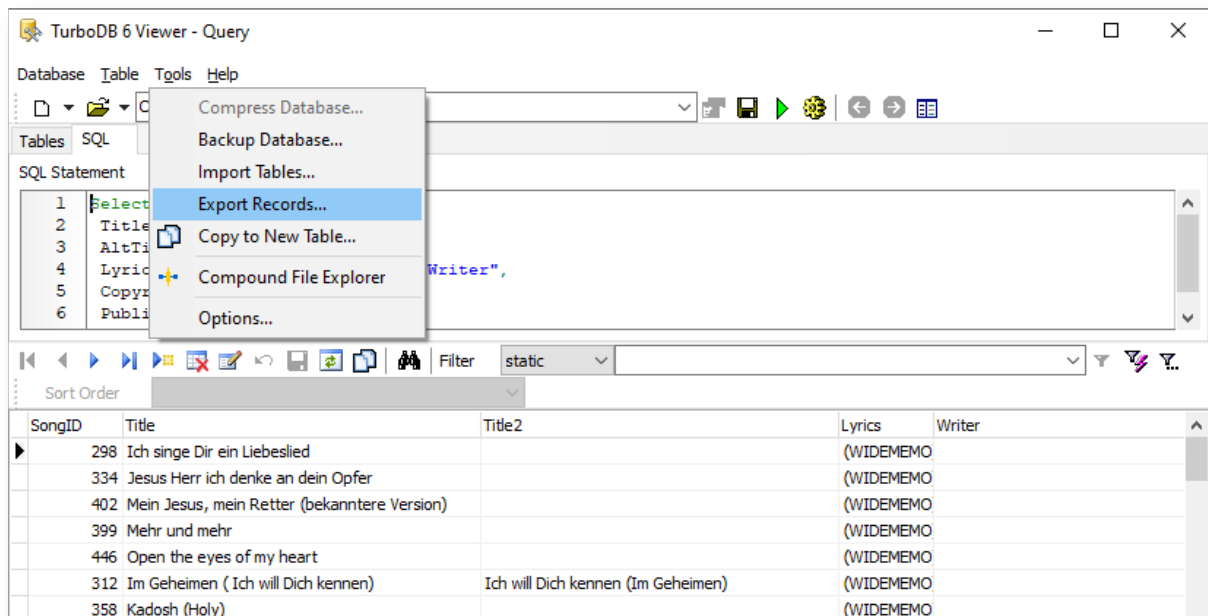 TurboDB 6 Viewer - Query
Database Table Tools Help
Compress Database...
Backup Database...
Import Tables...
Export Records...
Copy to New Table...
Compound File Explorer
Options...
Tables SQL
SQL Statement
1 Select
2 Title
3 AltTi
4 Lyric Writer",
5 Copyr
6 Publi
Filter static
Sort Order
SongID Title Title2 Lyrics Writer
298 Ich singe Dir ein Liebeslied (WIDEMEMO
334 Jesus Herr ich denke an dein Opfer (WIDEMEMO
402 Mein Jesus, mein Retter (bekanntere Version) (WIDEMEMO
399 Mehr und mehr (WIDEMEMO
446 Open the eyes of my heart (WIDEMEMO
312 Im Geheimen ( Ich will Dich kennen) Ich will Dich kennen (Im Geheimen) (WIDEMEMO
358 Kadosh (Holy) (WIDEMEMO